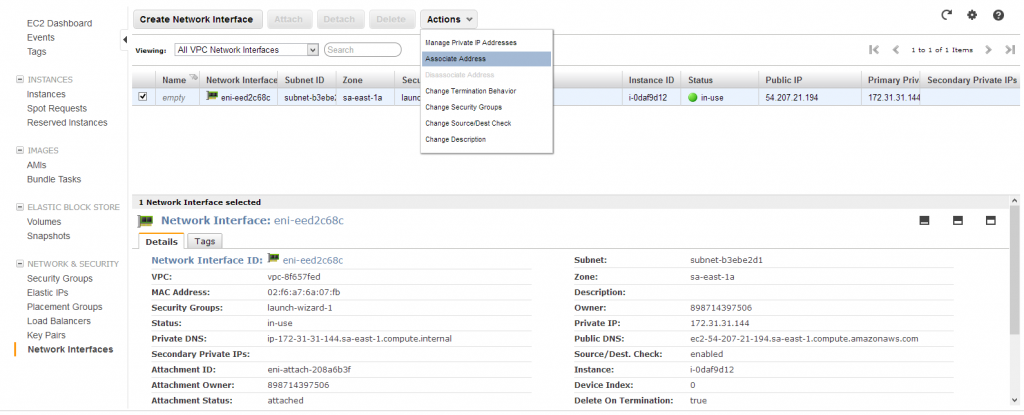 EC2 Dashboard
Events
Tags
INSTANCES
Instances
Spot Requests
Reserved Instances
IMAGES
AMIs
Bundle Tasks
ELASTIC BLOCK STORE
Volumes
Snapshots
NETWORK & SECURITY
Security Groups
Elastic IPs
Placement Groups
Load Balancers
Key Pairs
Network Interfaces
Create Network Interface Attach Detach Delete Actions
Viewing: All VPC Network Interfaces Search
1 to 1 of 1 Items
Manage Private IP Addresses
Associate Address
Disassociate Address
Change Termination Behavior
Change Security Groups
Change Source/Dest Check
Change Description
Name Network Interface Subnet ID Zone Secu Instance ID Status Public IP Primary Priv Secondary Private IPs
empty eni-eed2c68c subnet-b3ebe2 sa-east-1a launc i-0daf9d12 in-use 54.207.21.194 172.31.31.144
1 Network Interface selected
Network Interface: eni-eed2c68c
Details Tags
Network Interface ID: eni-eed2c68c Subnet: subnet-b3ebe2d1
VPC: vpc-8f657fed Zone: sa-east-1a
MAC Address: 02:f6:a7:6a:07:fb Description:
Security Groups: launch-wizard-1 Owner: 898714397506
Status: in-use Private IP: 172.31.31.144
Private DNS: ip-172-31-31-144.sa-east-1.compute.internal Public DNS: ec2-54-207-21-194.sa-east-1.compute.amazonaws.com
Secondary Private IPs: Source/Dest. Check: enabled
Attachment ID: eni-attach-208a6b3f Instance: i-0daf9d12
Attachment Owner: 898714397506 Device Index: 0
Attachment Status: attached Delete On Termination: true